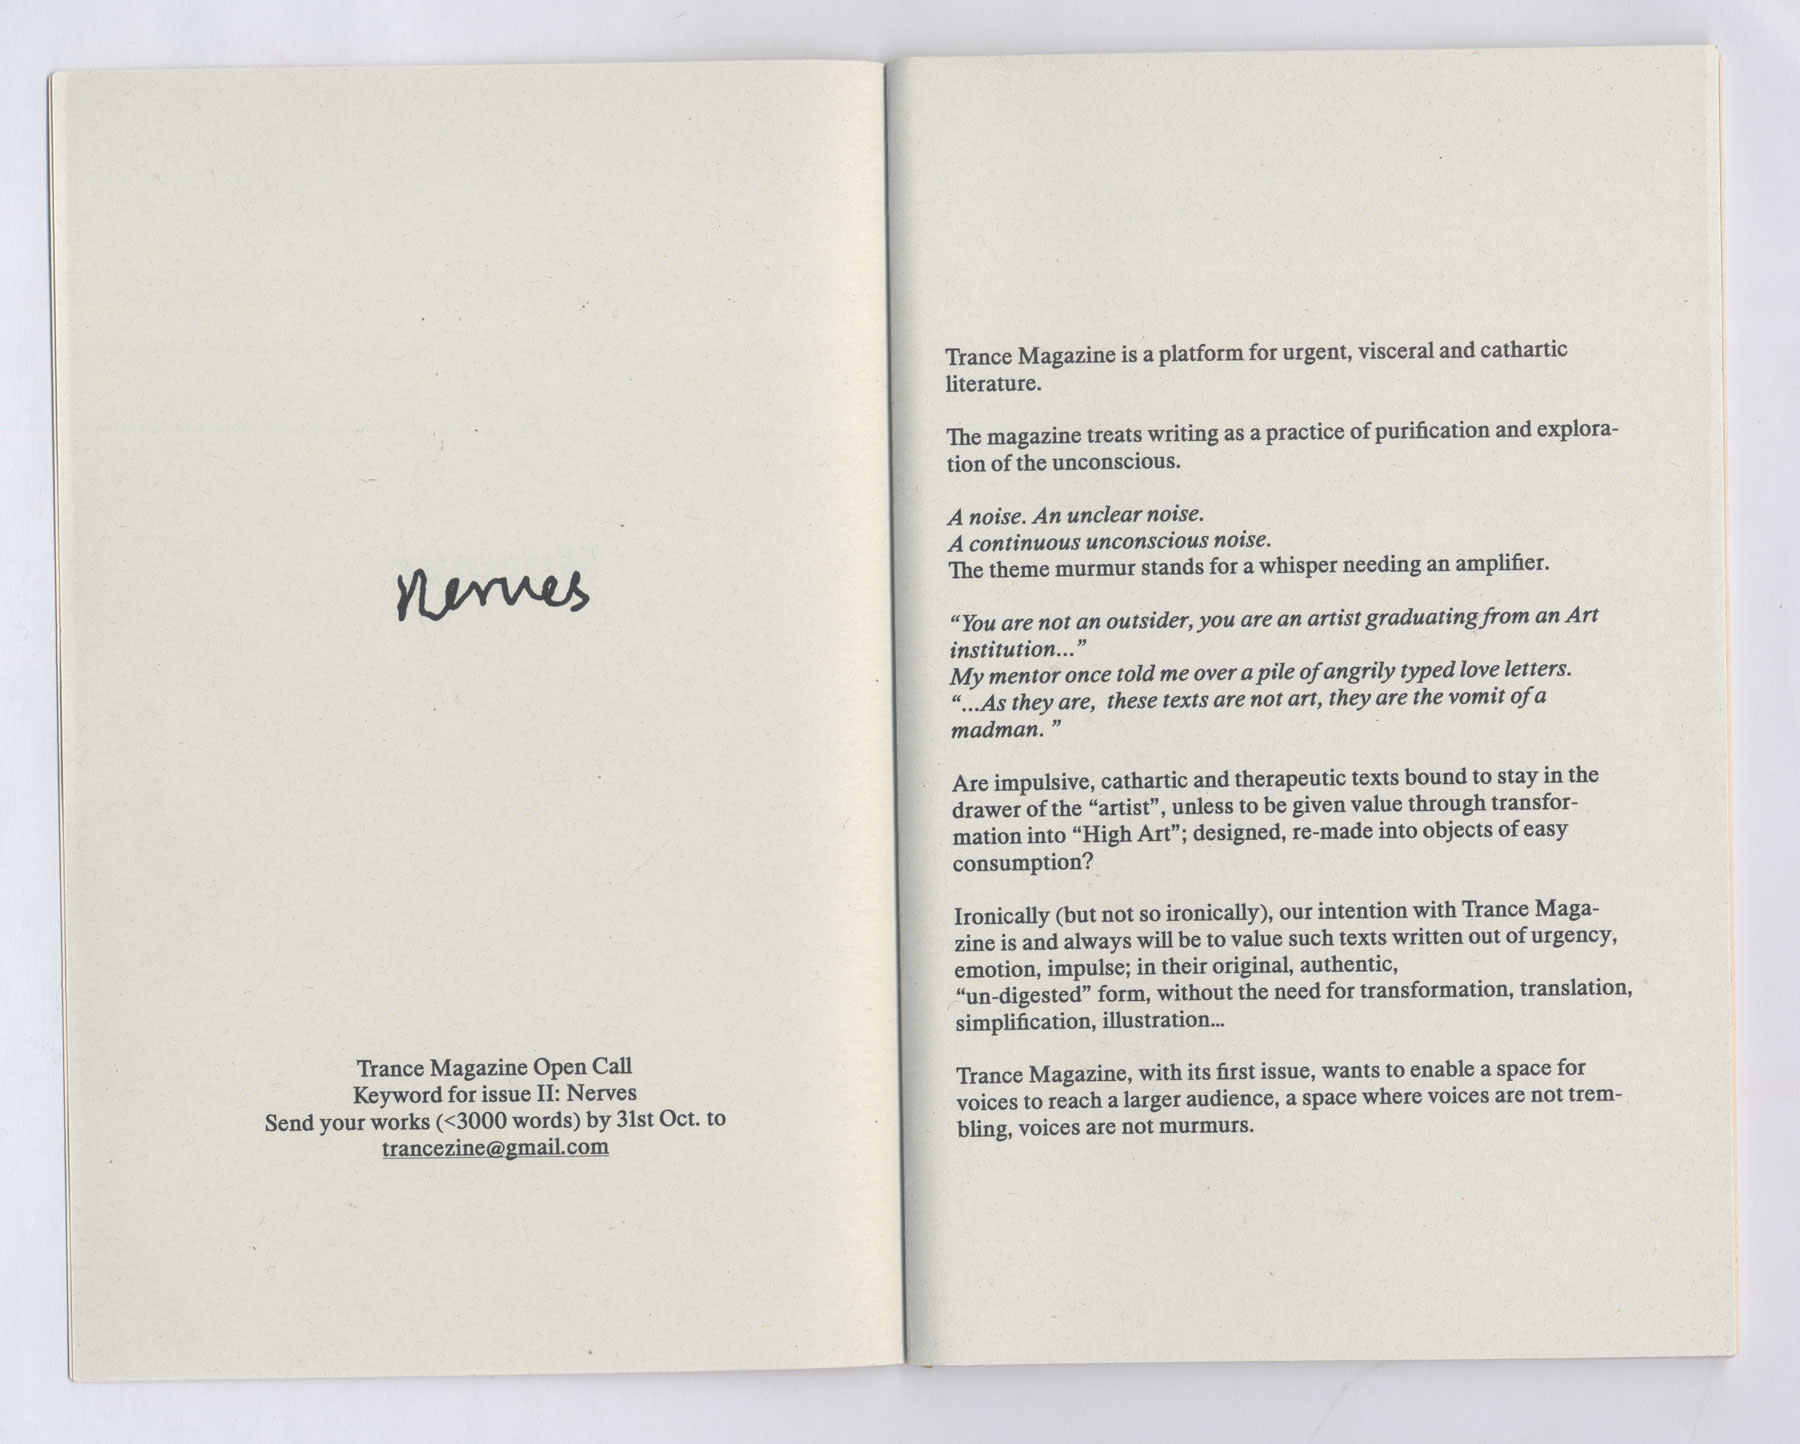 Nerves
Trance Magazine Open Call
Keyword for issue II: Nerves
Send your works (<3000 words) by 31st Oct. to
trancezine@gmail.com
Trance Magazine is a platform for urgent, visceral and cathartic
literature.
The magazine treats writing as a practice of purification and explora-
tion of the unconscious.
A noise. An unclear noise.
A continuous unconscious noise.
The theme murmur stands for a whisper needing an amplifier.
“You are not an outsider, you are an artist graduating from an Art
institution...”
My mentor once told me over a pile of angrily typed love letters.
“...As they are,  these texts are not art, they are the vomit of a
madman. ”
Are impulsive, cathartic and therapeutic texts bound to stay in the
drawer of the “artist”, unless to be given value through transfor-
mation into “High Art”; designed, re-made into objects of easy
consumption?
Ironically (but not so ironically), our intention with Trance Maga-
zine is and always will be to value such texts written out of urgency,
emotion, impulse; in their original, authentic,
“un-digested” form, without the need for transformation, translation,
simplification, illustration...
Trance Magazine, with its first issue, wants to enable a space for
voices to reach a larger audience, a space where voices are not trem-
bling, voices are not murmurs.